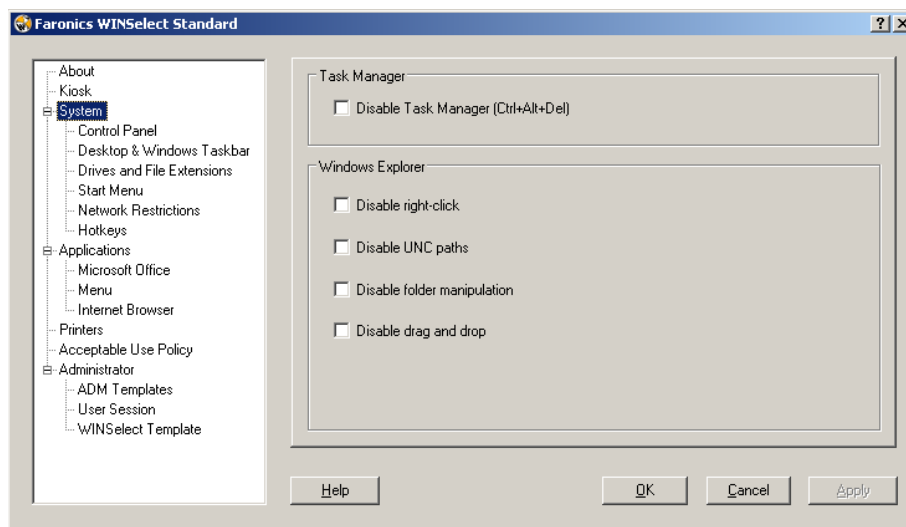 Faronics WINSelect Standard
About
Kiosk
System
Control Panel
Desktop & Windows Taskbar
Drives and File Extensions
Start Menu
Network Restrictions
Hotkeys
Applications
Microsoft Office
Menu
Internet Browser
Printers
Acceptable Use Policy
Administrator
ADM Templates
User Session
WINSelect Template
Task Manager
Disable Task Manager (Ctrl+Alt+Del)
Windows Explorer
Disable right-click
Disable UNC paths
Disable folder manipulation
Disable drag and drop
Help
OK
Cancel
Apply